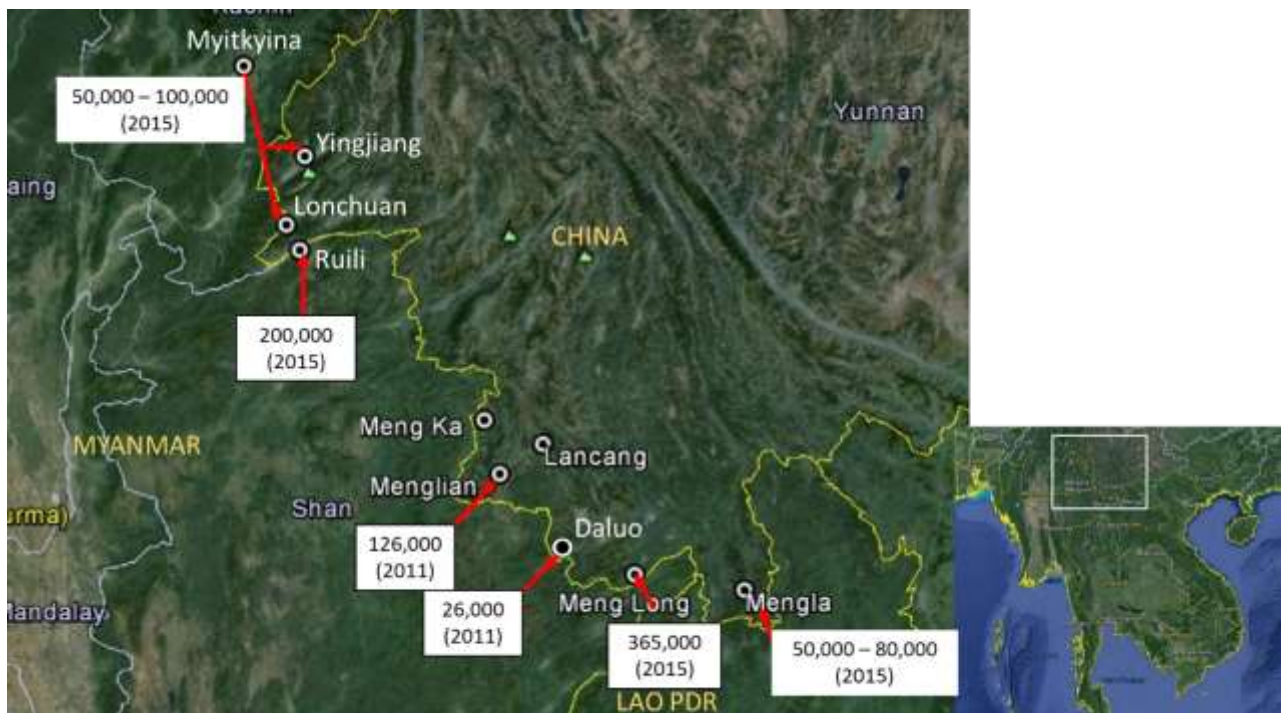 Myitkyina
50,000 – 100,000
(2015)
Yunnan
Yingjiang
aing
Lonchuan
CHINA
Ruili
200,000
(2015)
Meng Ka
MYANMAR
Lancang
Menglian
Shan
urma)
Daluo
126,000
(2011)
Meng Long
Mengla
Mandalay
26,000
(2011)
365,000
(2015)
50,000 – 80,000
(2015)
LAO PDR